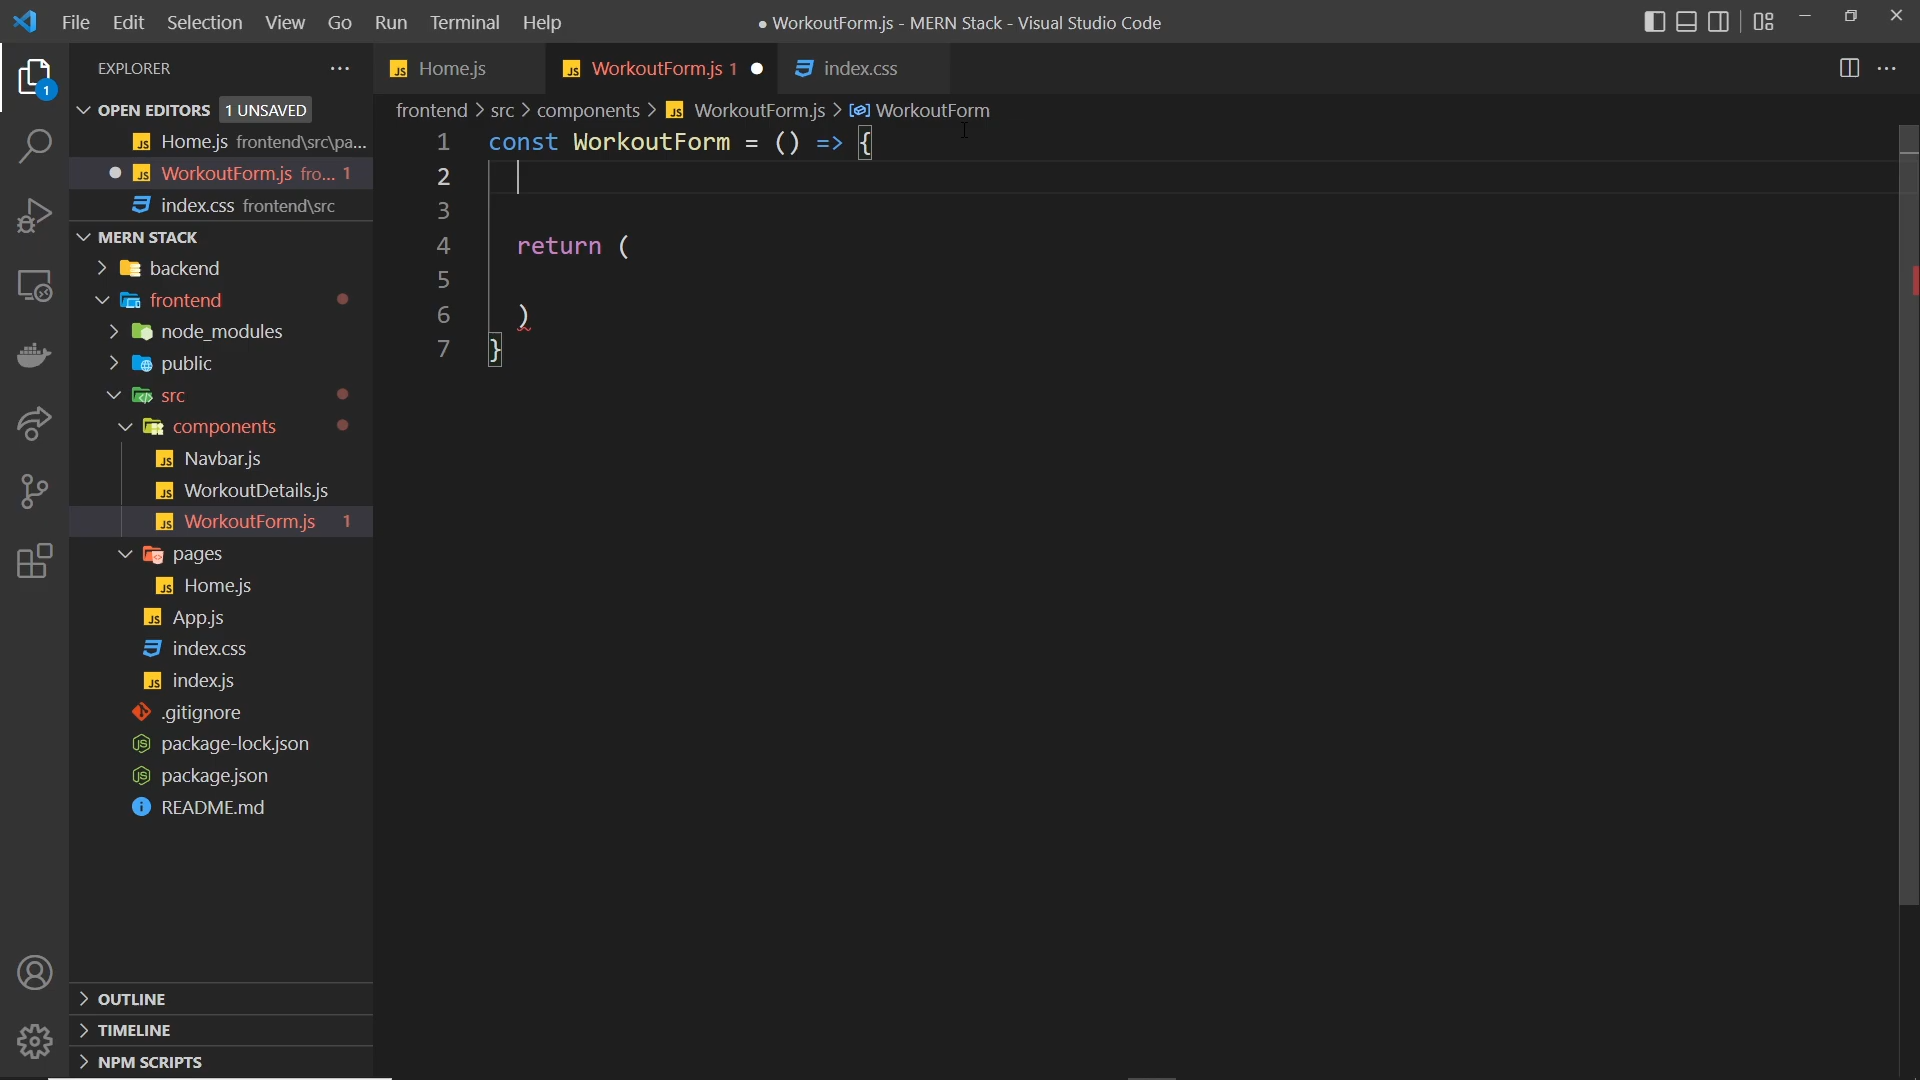 File Edit Selection View Go Run Terminal Help
● WorkoutForm.js - MERN Stack - Visual Studio Code
EXPLORER
1
OPEN EDITORS 1 UNSAVED
Home.js frontend\src\pa...
WorkoutForm.js fro... 1
index.css frontend\src
MERN STACK
backend
frontend
node_modules
public
src
components
Navbar.js
WorkoutDetails.js
WorkoutForm.js 1
pages
Home.js
App.js
index.css
index.js
.gitignore
package-lock.json
package.json
README.md
OUTLINE
TIMELINE
NPM SCRIPTS
Home.js WorkoutForm.js 1 index.css
frontend > src > components > WorkoutForm.js > WorkoutForm
1 const WorkoutForm = () => {
2
3
4 return (
5
6 )
7 }